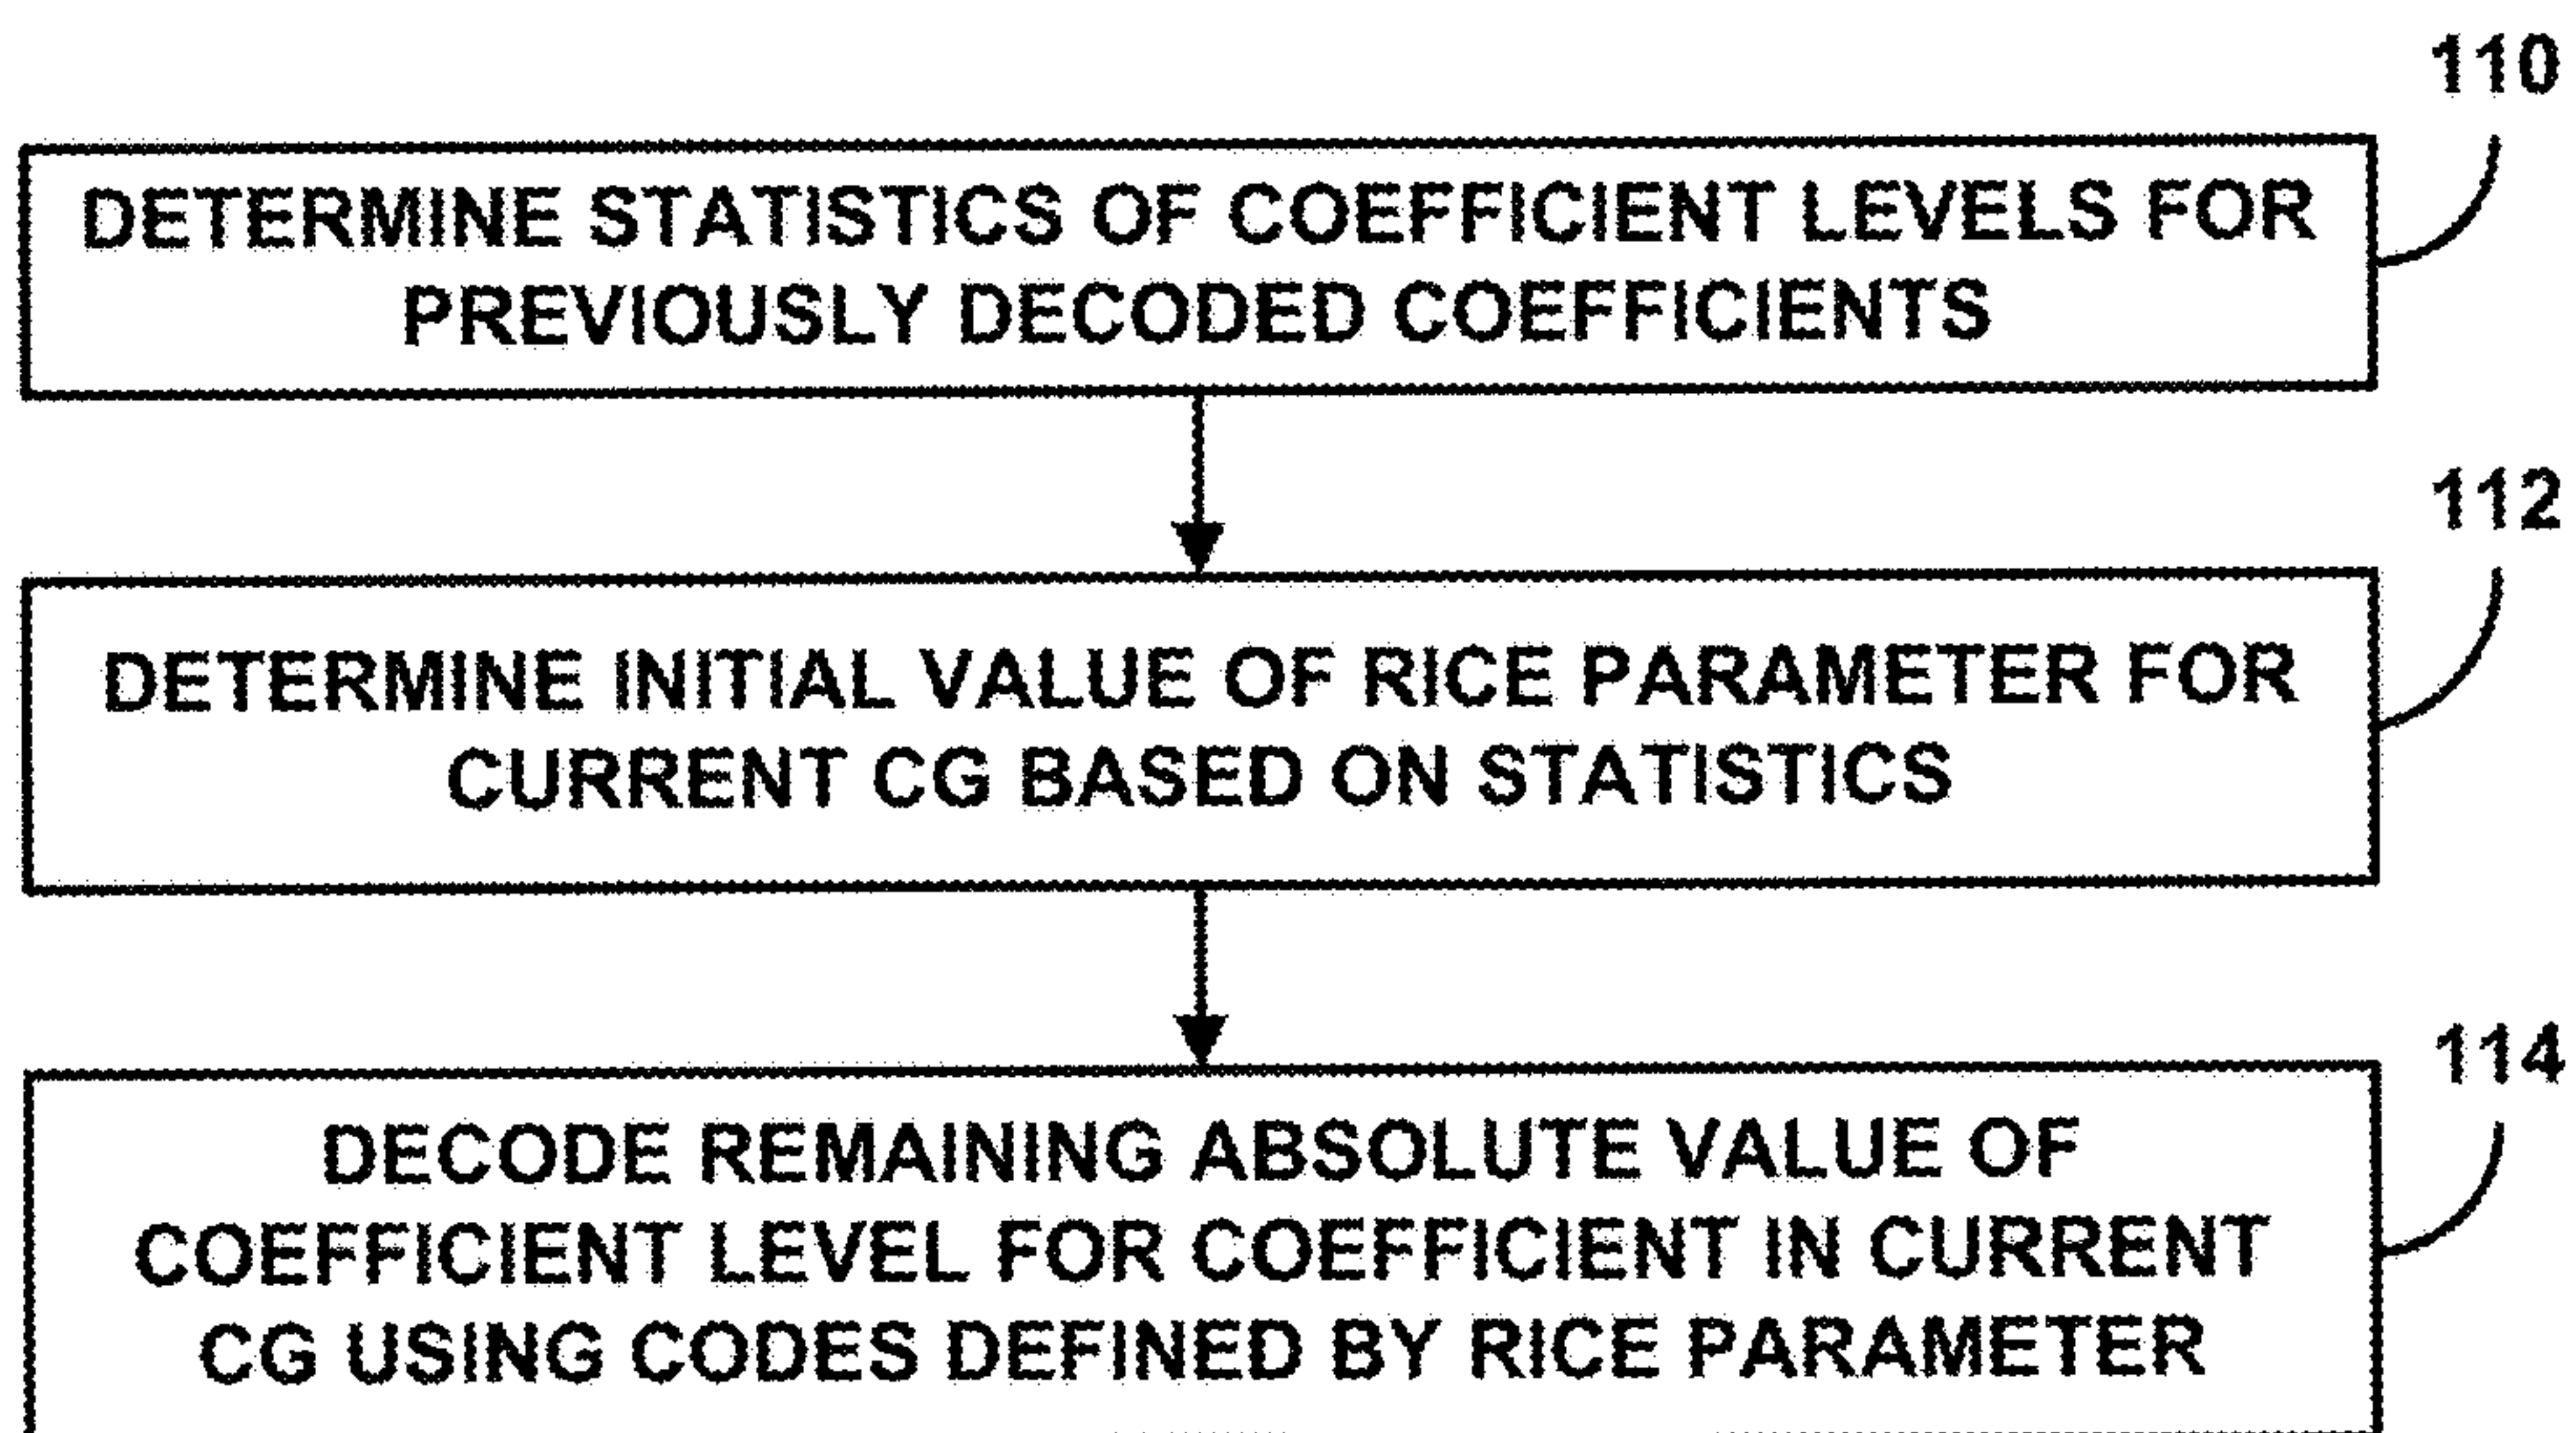 110
DETERMINE STATISTICS OF COEFFICIENT LEVELS FOR
PREVIOUSLY DECODED COEFFICIENTS
112
DETERMINE INITIAL VALUE OF RICE PARAMETER FOR
CURRENT CG BASED ON STATISTICS
114
DECODE REMAINING ABSOLUTE VALUE OF
COEFFICIENT LEVEL FOR COEFFICIENT IN CURRENT
CG USING CODES DEFINED BY RICE PARAMETER